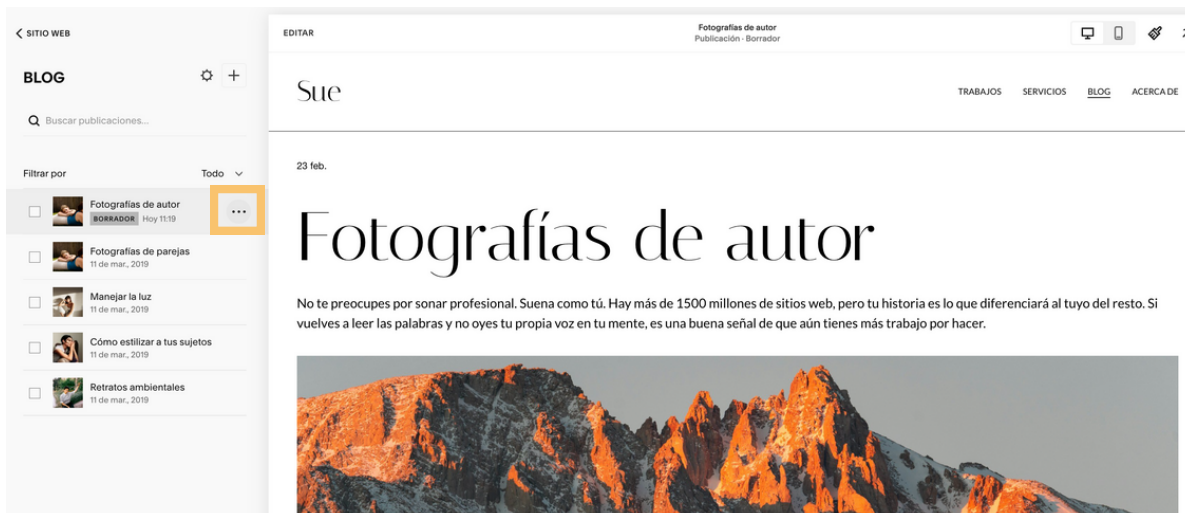 SITIO WEB
BLOG
Buscar publicaciones...
Filtrar por Todo
Fotografías de autor
BORRADOR Hoy 11:19
Fotografías de parejas
11 de mar., 2019
Manejar la luz
11 de mar., 2019
Cómo estilizar a tus sujetos
11 de mar., 2019
Retratos ambientales
11 de mar., 2019
EDITAR
Fotografías de autor
Publicación · Borrador
Sue
TRABAJOS SERVICIOS BLOG ACERCA DE
23 feb.
Fotografías de autor
No te preocupes por sonar profesional. Suena como tú. Hay más de 1500 millones de sitios web, pero tu historia es lo que diferenciará al tuyo del resto. Si
vuelves a leer las palabras y no oyes tu propia voz en tu mente, es una buena señal de que aún tienes más trabajo por hacer.